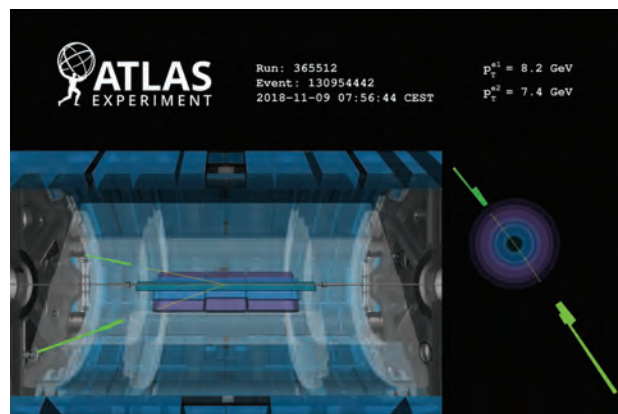 ATLAS
EXPERIMENT
Run: 365512
Event: 130954442
2018-11-09 07:56:44 CEST
p_T^e1 = 8.2 GeV
p_T^e2 = 7.4 GeV